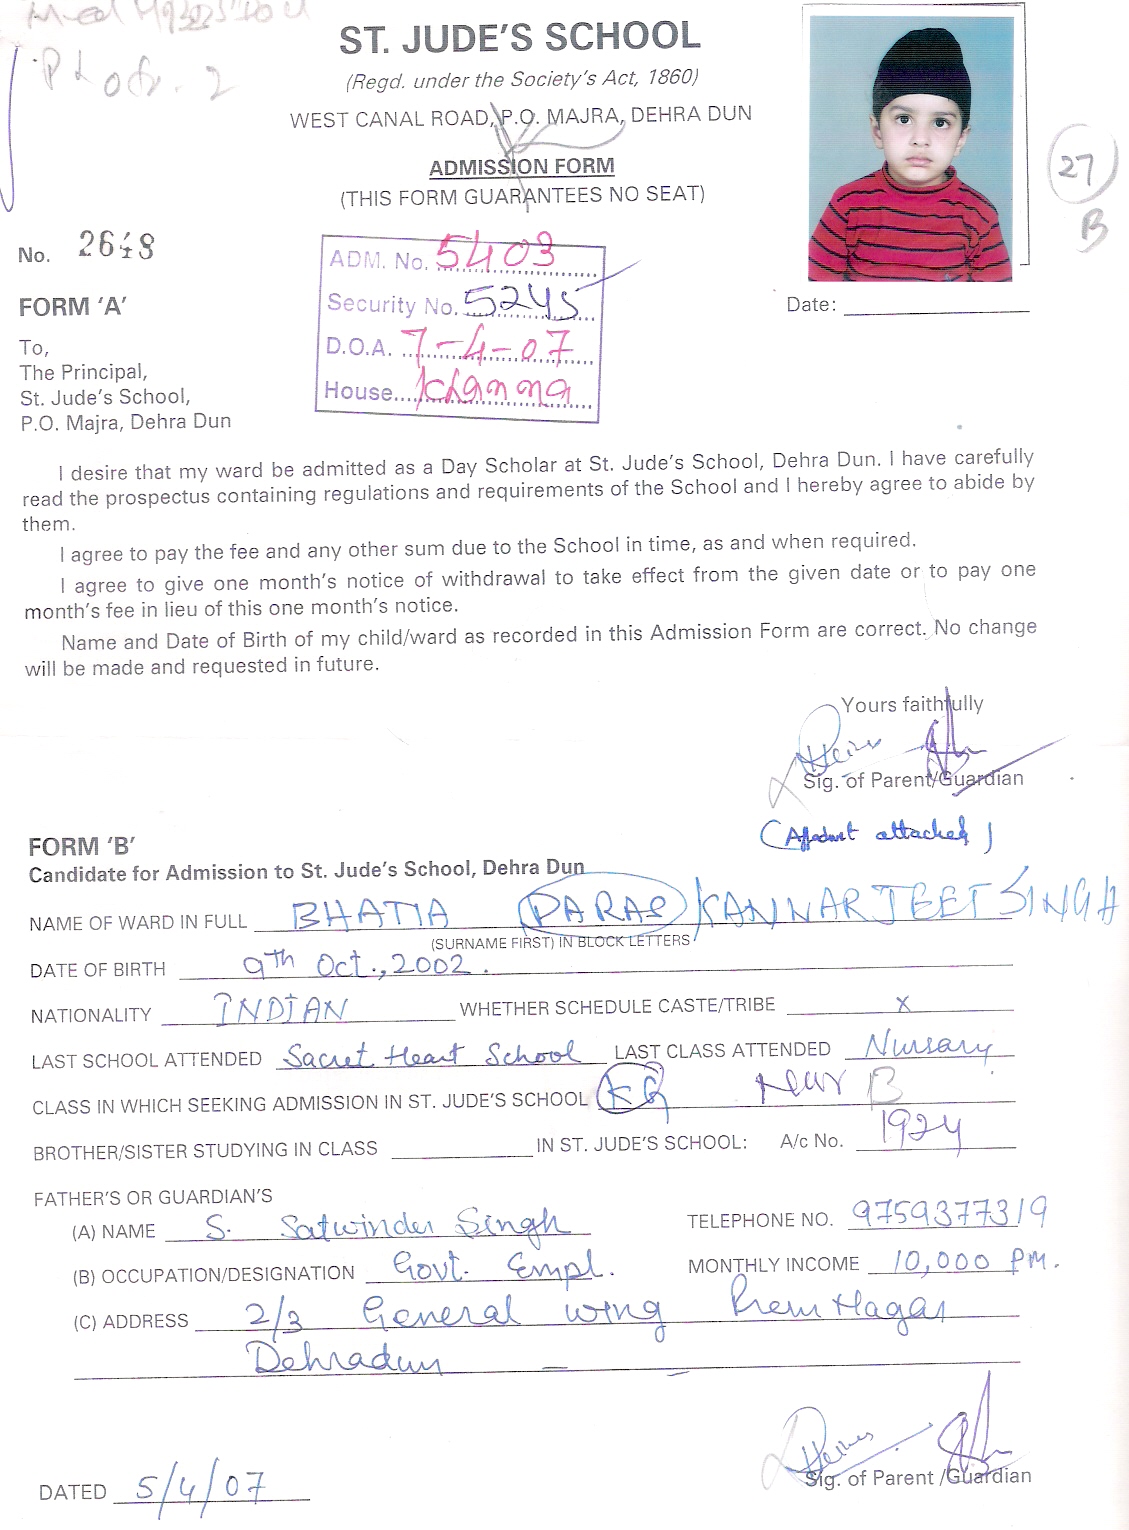 ST. JUDE'S SCHOOL
(Regd. under the Society's Act, 1860)
WEST CANAL ROAD, P.O. MAJRA, DEHRA DUN
ADMISSION FORM
(THIS FORM GUARANTEES NO SEAT)
27
B
No. 2648
ADM. No. 5403
Security No. 5245
D.O.A. 7-4-07
House Khanna
Date:
FORM 'A'
To,
The Principal,
St. Jude's School,
P.O. Majra, Dehra Dun
I desire that my ward be admitted as a Day Scholar at St. Jude's School, Dehra Dun. I have carefully
read the prospectus containing regulations and requirements of the School and I hereby agree to abide by
them.
I agree to pay the fee and any other sum due to the School in time, as and when required.
I agree to give one month's notice of withdrawal to take effect from the given date or to pay one
month's fee in lieu of this one month's notice.
Name and Date of Birth of my child/ward as recorded in this Admission Form are correct. No change
will be made and requested in future.
Yours faithfully
Sig. of Parent/Guardian
attached)
FORM 'B'
Candidate for Admission to St. Jude's School, Dehra Dun
NAME OF WARD IN FULL BHATIA PARAS KANWARJEET SINGH
(SURNAME FIRST) IN BLOCK LETTERS
DATE OF BIRTH 9th Oct., 2002.
NATIONALITY INDIAN WHETHER SCHEDULE CASTE/TRIBE x
LAST SCHOOL ATTENDED Sacret Heart School LAST CLASS ATTENDED Nursary
CLASS IN WHICH SEEKING ADMISSION IN ST. JUDE'S SCHOOL KG Nur B
BROTHER/SISTER STUDYING IN CLASS IN ST. JUDE'S SCHOOL: A/c No. 1924
FATHER'S OR GUARDIAN'S
(A) NAME S. Satwinder Singh TELEPHONE NO. 9759377319
(B) OCCUPATION/DESIGNATION Govt. Empl. MONTHLY INCOME 10,000 PM.
(C) ADDRESS 2/3 General wing Prem Nagar
Dehradun
Sig. of Parent /Guardian
DATED 5/4/07